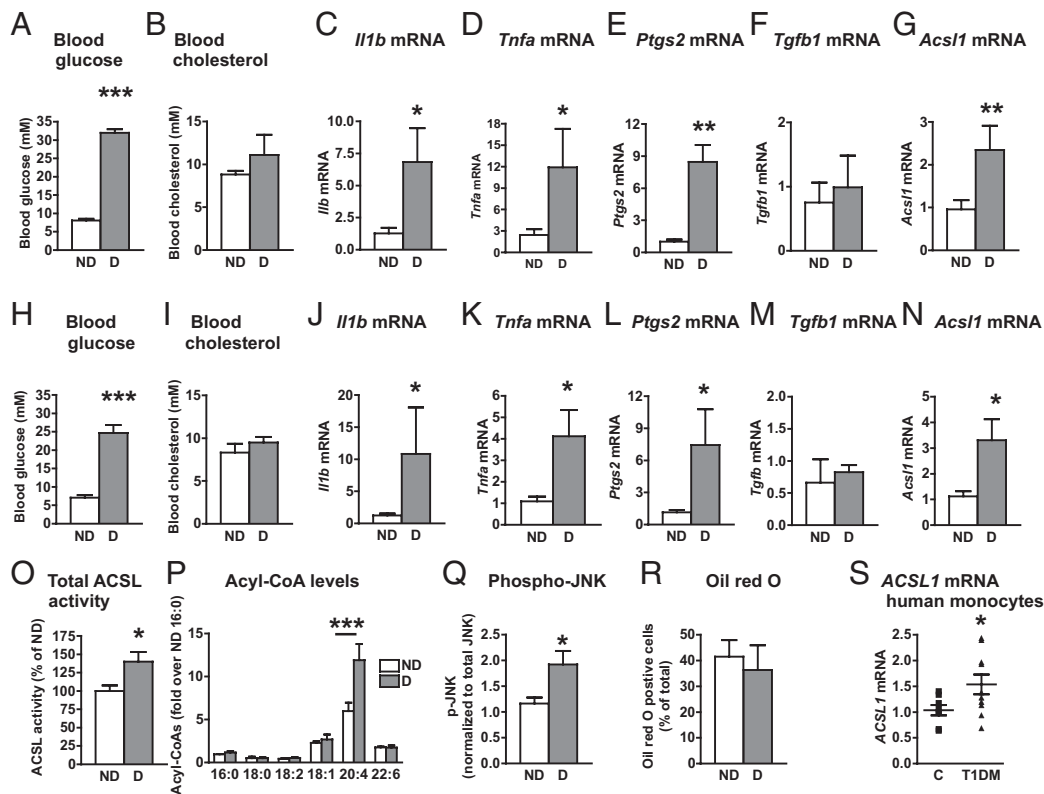 A Blood glucose
***
Blood glucose (mM)
35
30
25
20
15
10
5
0
ND D
B Blood cholesterol
Blood cholesterol (mM)
15
10
5
0
ND D
C Il1b mRNA
*
Ilb mRNA
10.0
7.5
5.0
2.5
0.0
ND D
D Tnfa mRNA
*
Tnfa mRNA
18
15
12
9
6
3
0
ND D
E Ptgs2 mRNA
**
Ptgs2 mRNA
12
9
6
3
0
ND D
F Tgfb1 mRNA
Tgfb1 mRNA
2
1
0
ND D
G Acsl1 mRNA
**
Acsl1 mRNA
3
2
1
0
ND D
H Blood glucose
***
Blood glucose (mM)
35
30
25
20
15
10
5
0
ND D
I Blood cholesterol
Blood cholesterol (mM)
15
10
5
0
ND D
J Il1b mRNA
*
Il1b mRNA
20
15
10
5
0
ND D
K Tnfa mRNA
*
Tnfa mRNA
6
5
4
3
2
1
0
ND D
L Ptgs2 mRNA
*
Ptgs2 mRNA
12
9
6
3
0
ND D
M Tgfb1 mRNA
Tgfb mRNA
2.0
1.5
1.0
0.5
0.0
ND D
N Acsl1 mRNA
*
Acsl1 mRNA
5
4
3
2
1
0
ND D
O Total ACSL activity
*
ACSL activity (% of ND)
175
150
125
100
75
50
25
0
ND D
P Acyl-CoA levels
***
Acyl-CoAs (fold over ND 16:0)
15
10
5
0
ND
D
16:0 18:0 18:2 18:1 20:4 22:6
Q Phospho-JNK
*
p-JNK
(normalized to total JNK)
2.5
2.0
1.5
1.0
0.5
0.0
ND D
R Oil red O
Oil red O postive cells
(% of total)
50
40
30
20
10
0
ND D
S ACSL1 mRNA
human monocytes
*
ACSL1 mRNA
2.5
2.0
1.5
1.0
0.5
0.0
C T1DM